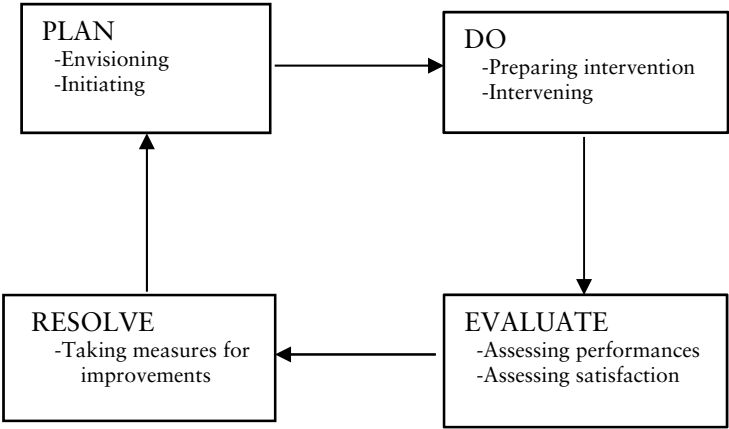 PLAN
-Envisioning
-Initiating
DO
-Preparing intervention
-Intervening
RESOLVE
-Taking measures for
improvements
EVALUATE
-Assessing performances
-Assessing satisfaction